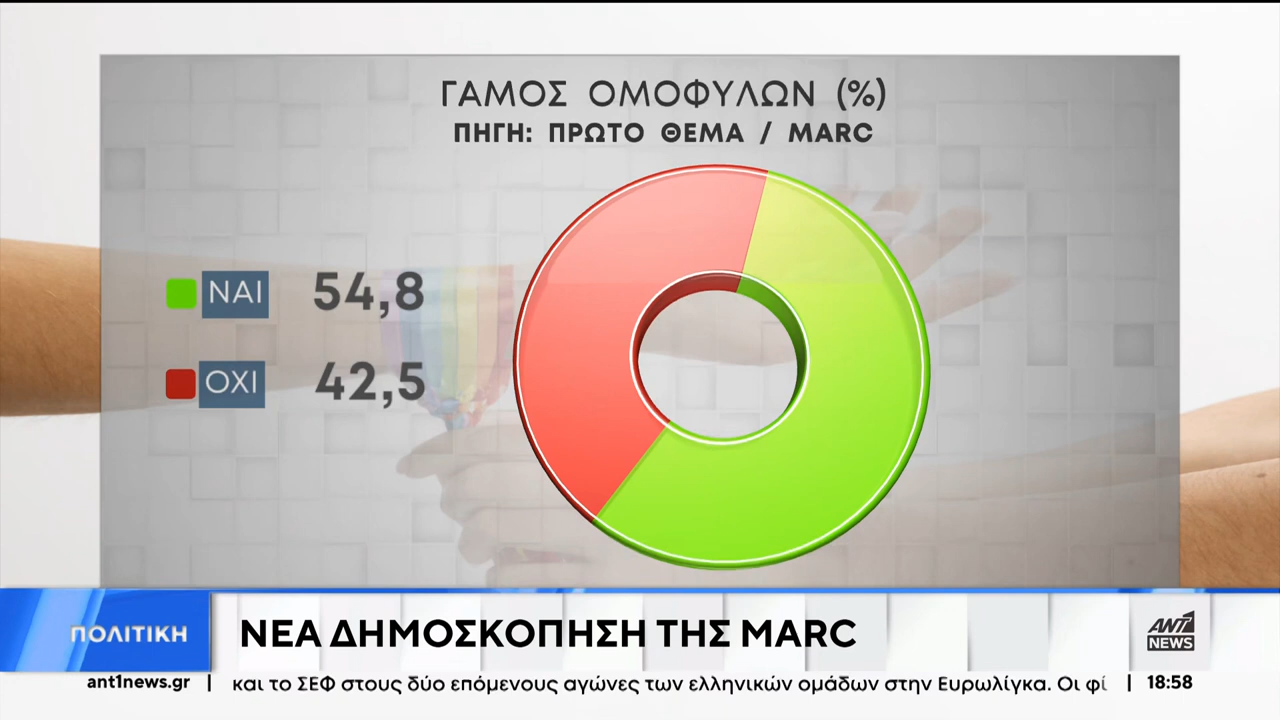 ΓΑΜΟΣ ΟΜΟΦΥΛΩΝ (%)
ΠΗΓΗ: ΠΡΩΤΟ ΘΕΜΑ / MARC
ΝΑΙ 54,8
ΟΧΙ 42,5
ΠΟΛΙΤΙΚΗ
ΝΕΑ ΔΗΜΟΣΚΟΠΗΣΗ ΤΗΣ MARC
ANT1 NEWS
ant1news.gr | και το ΣΕΦ στους δύο επόμενους αγώνες των ελληνικών ομάδων στην Ευρωλίγκα. Οι φί | 18:58